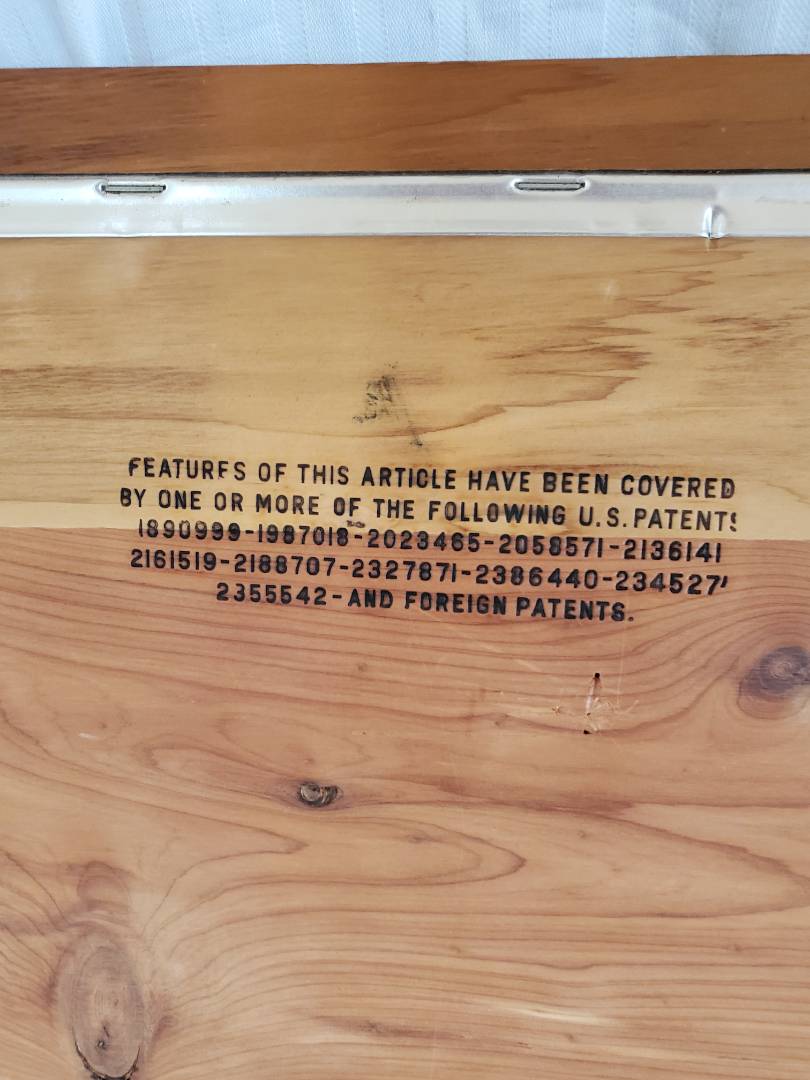 FEATURES OF THIS ARTICLE HAVE BEEN COVERED
BY ONE OR MORE OF THE FOLLOWING U.S. PATENTS
1890999-1987018-2023465-2058571-2136141
2161519-2188707-2327871-2386440-
2355542-AND FOREIGN PATENTS.